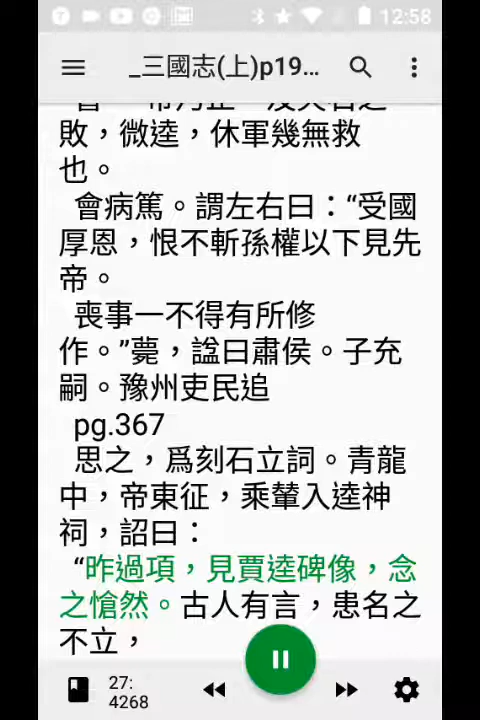 12:58
_三國志(上)p19...
敗，微逵，休軍幾無救
也。
會病篤。謂左右曰：“受國
厚恩，恨不斬孫權以下見先
帝。
喪事一不得有所修
作。”薨，諡曰肅侯。子充
嗣。豫州吏民追
pg.367
思之，爲刻石立詞。青龍
中，帝東征，乘輦入逵神
祠，詔曰：
“昨過項，見賈逵碑像，念
之愴然。古人有言，患名之
不立，
27:
4268